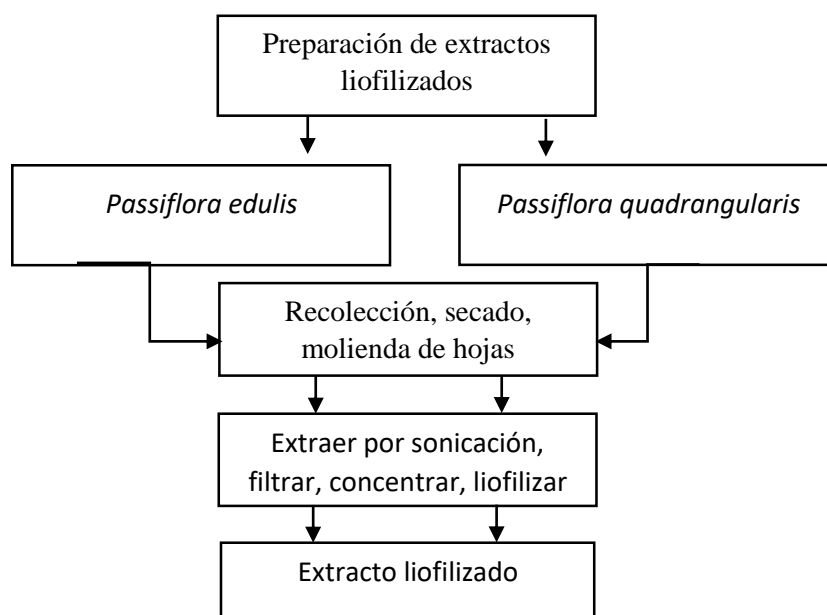 Preparación de extractos
liofilizados
Passiflora edulis
Passiflora quadrangularis
Recolección, secado,
molienda de hojas
Extraer por sonicación,
filtrar, concentrar, liofilizar
Extracto liofilizado